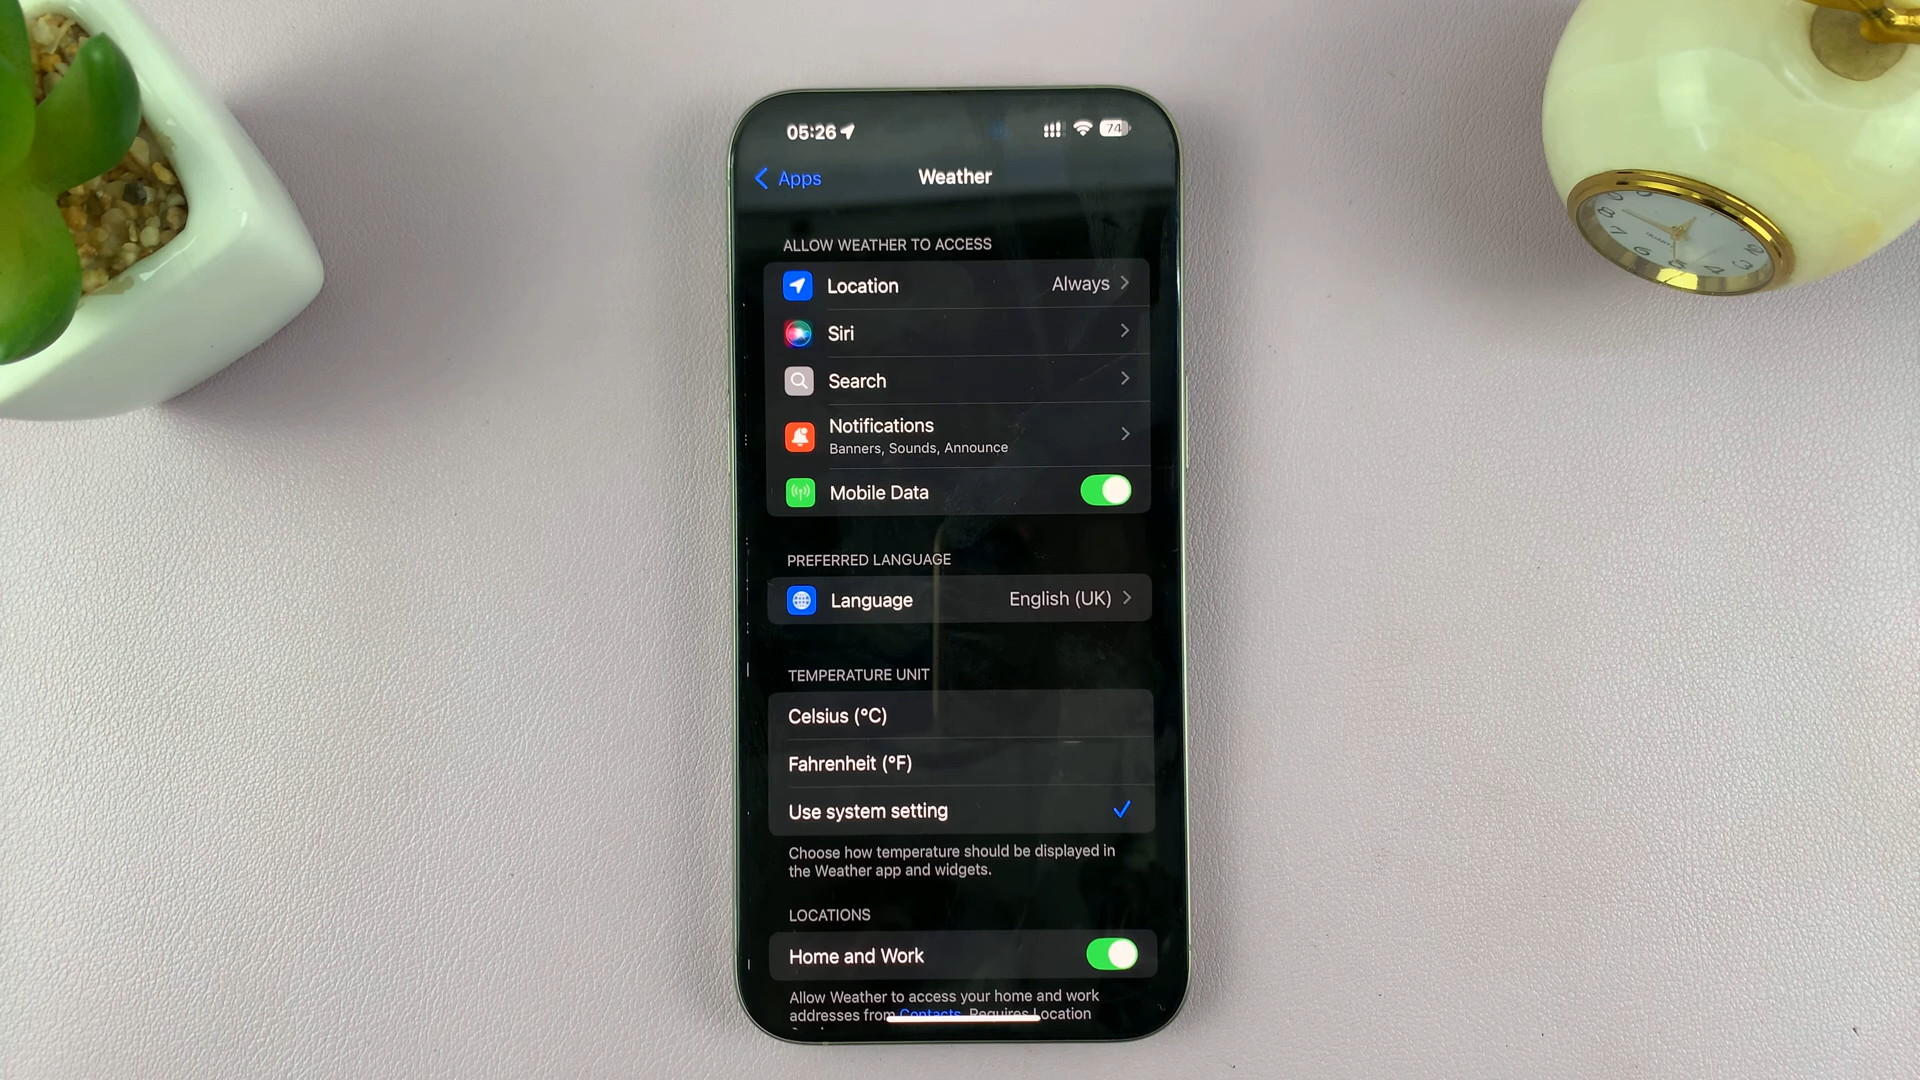 05:26
74
Apps
Weather
ALLOW WEATHER TO ACCESS
Location Always
Siri
Search
Notifications
Banners, Sounds, Announce
Mobile Data
PREFERRED LANGUAGE
Language English (UK)
TEMPERATURE UNIT
Celsius (°C)
Fahrenheit (°F)
Use system setting
Choose how temperature should be displayed in
the Weather app and widgets.
LOCATIONS
Home and Work
Allow Weather to access your home and work
addresses from Contacts. Requires Location